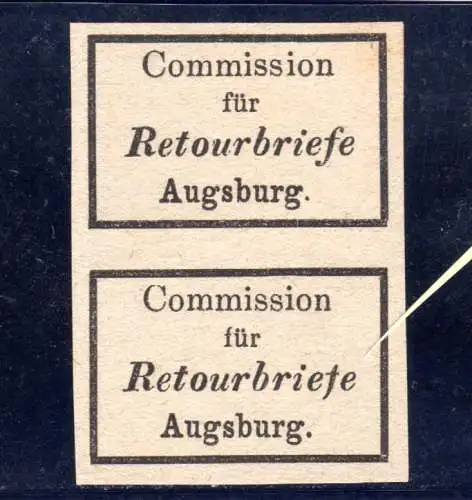 Commission
für
Retourbriefe
Augsburg.
Commission
für
Retourbriefe
Augsburg.